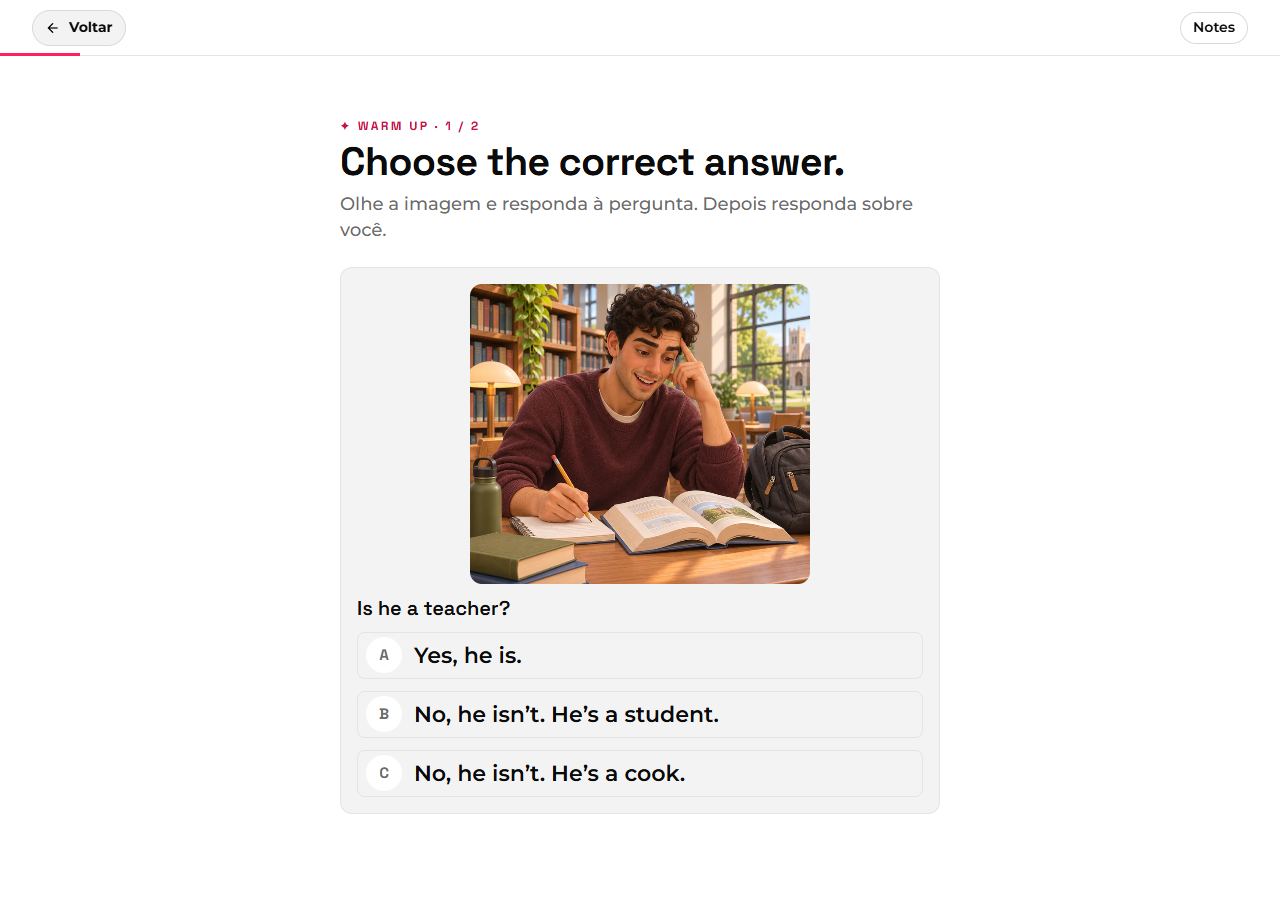 ← Voltar
Notes
✦ WARM UP · 1 / 2
Choose the correct answer.
Olhe a imagem e responda à pergunta. Depois responda sobre
você.
Is he a teacher?
A Yes, he is.
B No, he isn’t. He’s a student.
C No, he isn’t. He’s a cook.